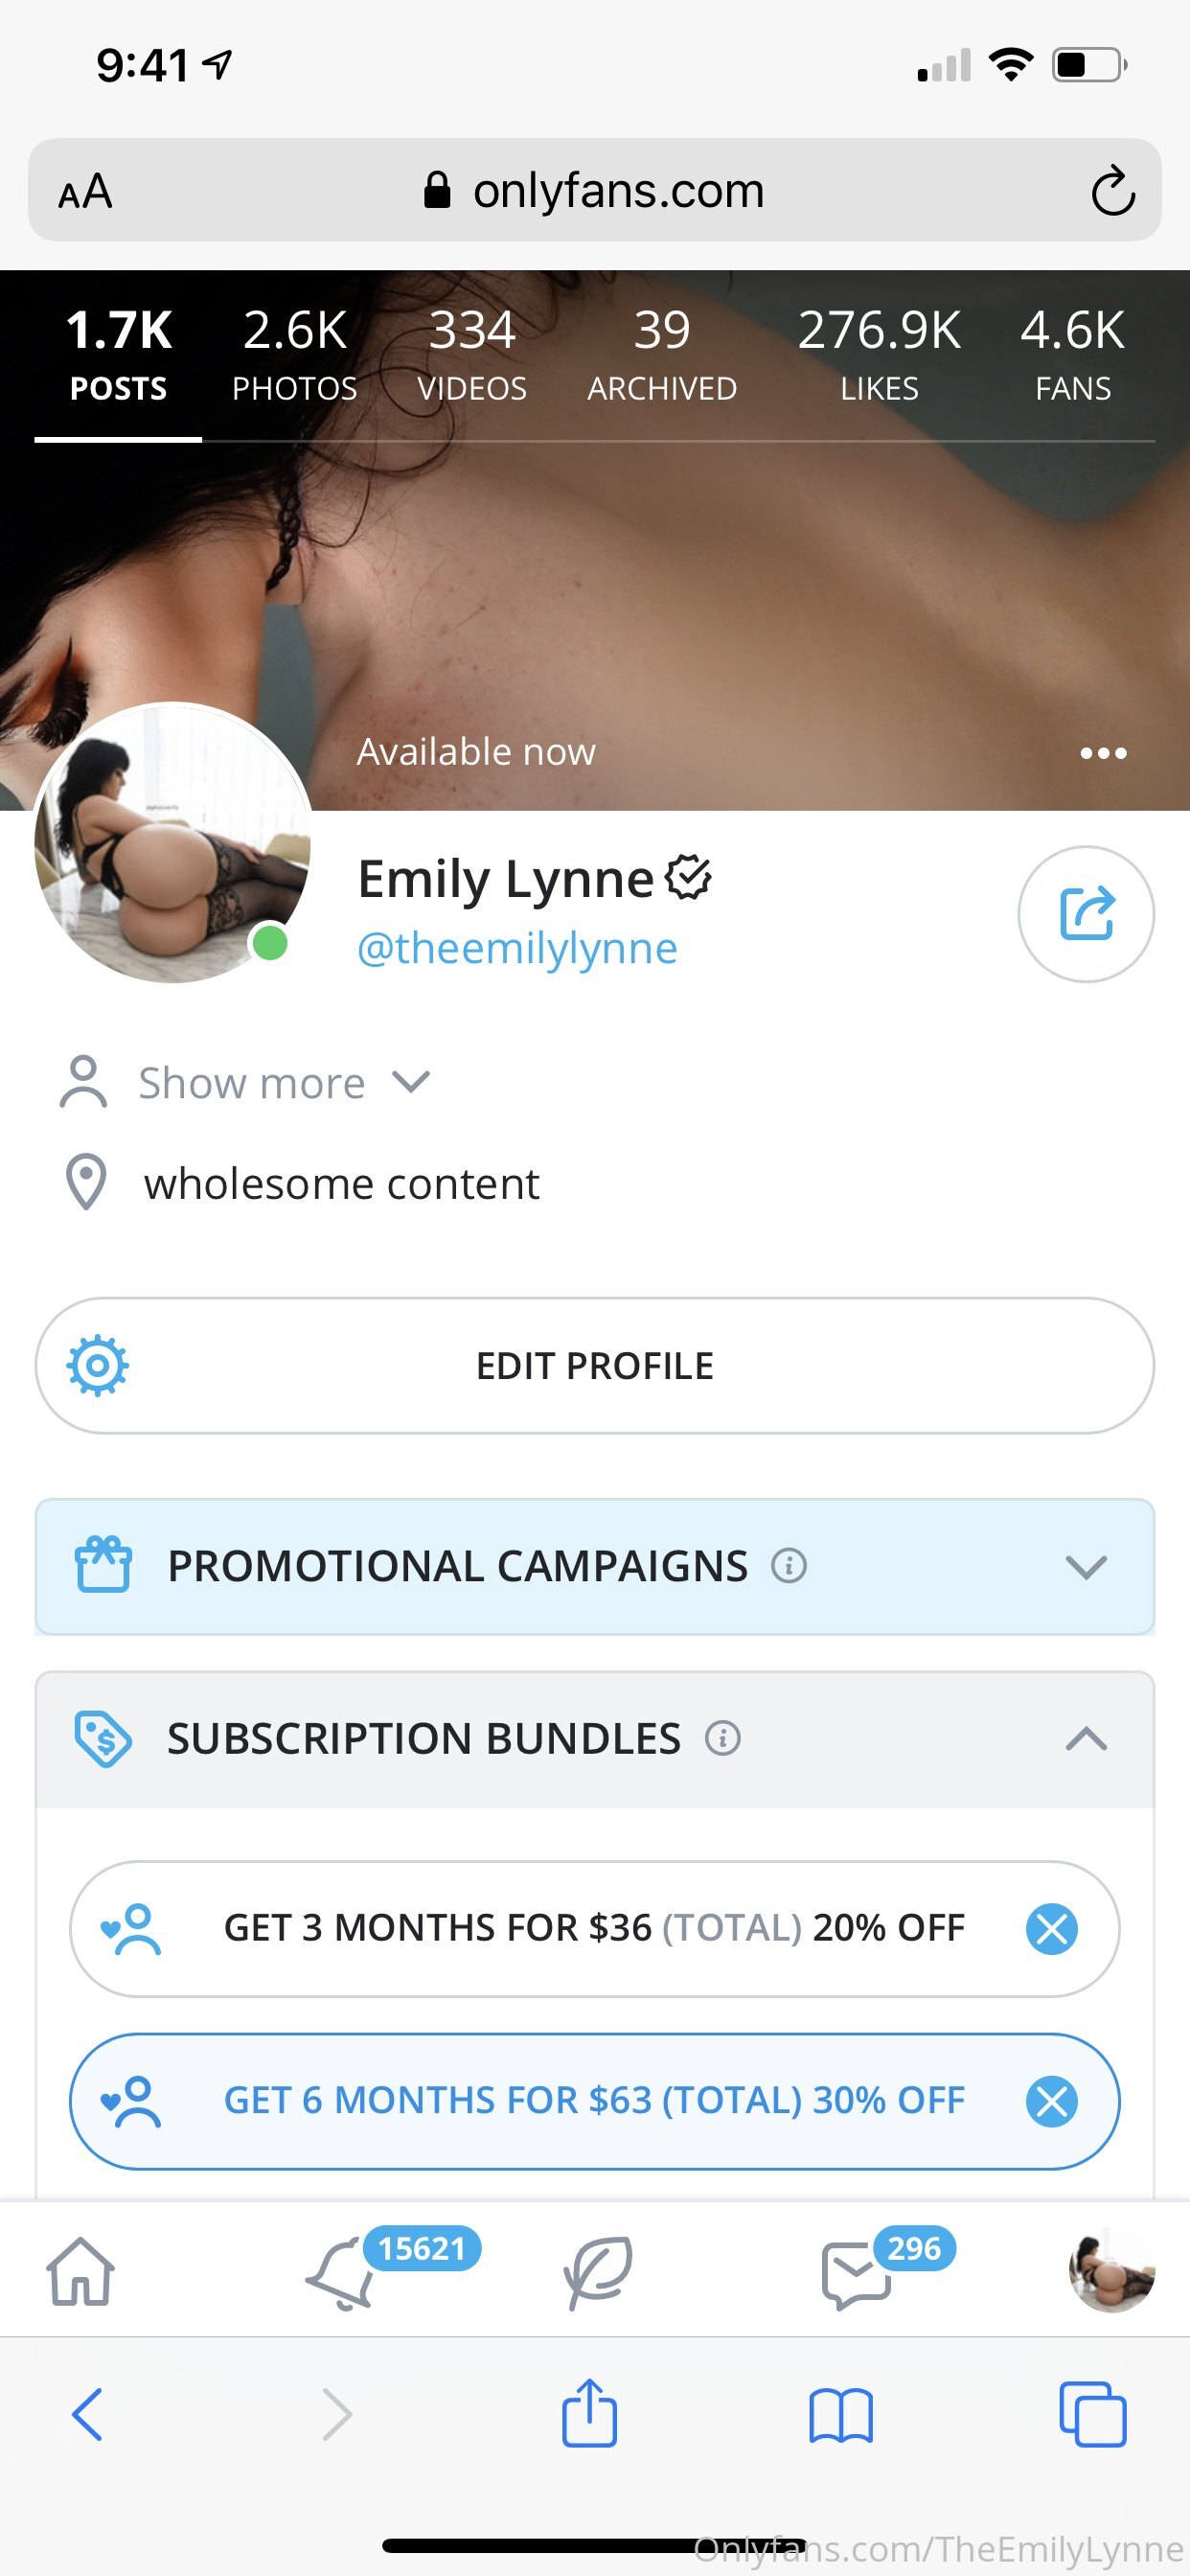 9:41
AA onlyfans.com
1.7K 2.6K 334 39 276.9K 4.6K
POSTS PHOTOS VIDEOS ARCHIVED LIKES FANS
Available now
Emily Lynne
@theemilylynne
Show more
wholesome content
EDIT PROFILE
PROMOTIONAL CAMPAIGNS
SUBSCRIPTION BUNDLES
GET 3 MONTHS FOR $36 (TOTAL) 20% OFF
GET 6 MONTHS FOR $63 (TOTAL) 30% OFF
15621 296
Onlyfans.com/TheEmilyLynne